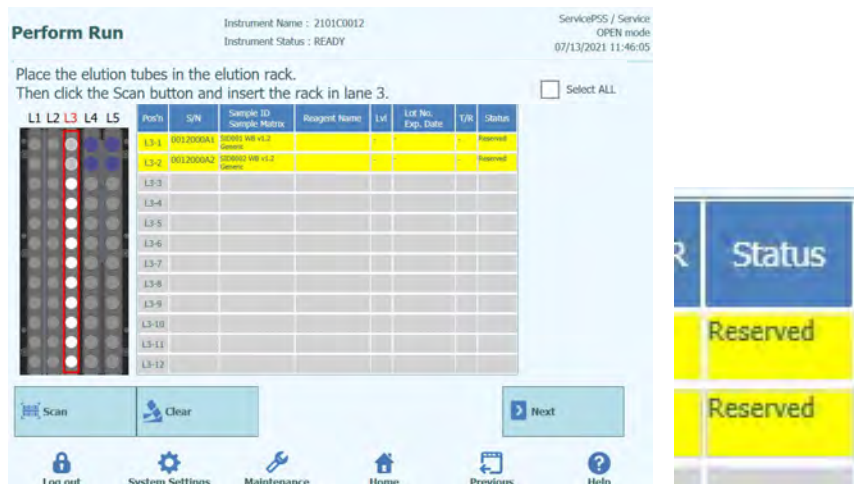 Perform Run
Instrument Name : 2101C0012
Instrument Status : READY
ServicePSS / Service
OPEN mode
07/13/2021 11:46:05
Place the elution tubes in the elution rack.
Then click the Scan button and insert the rack in lane 3.
Select ALL
L1 L2 L3 L4 L5
Pos'n S/N Sample ID Sample Matrix Reagent Name Lvl Lot No. Exp. Date T/R Status
L3-1 0012000A1 SID001 WB v1.2 Generic - - - Reserved
L3-2 0012000A2 SID0002 WB v1.2 Generic - - - Reserved
L3-3
L3-4
L3-5
L3-6
L3-7
L3-8
L3-9
L3-10
L3-11
L3-12
Scan
Clear
Next
Log out System Settings Maintenance Home Previous Help
R Status
Reserved
Reserved